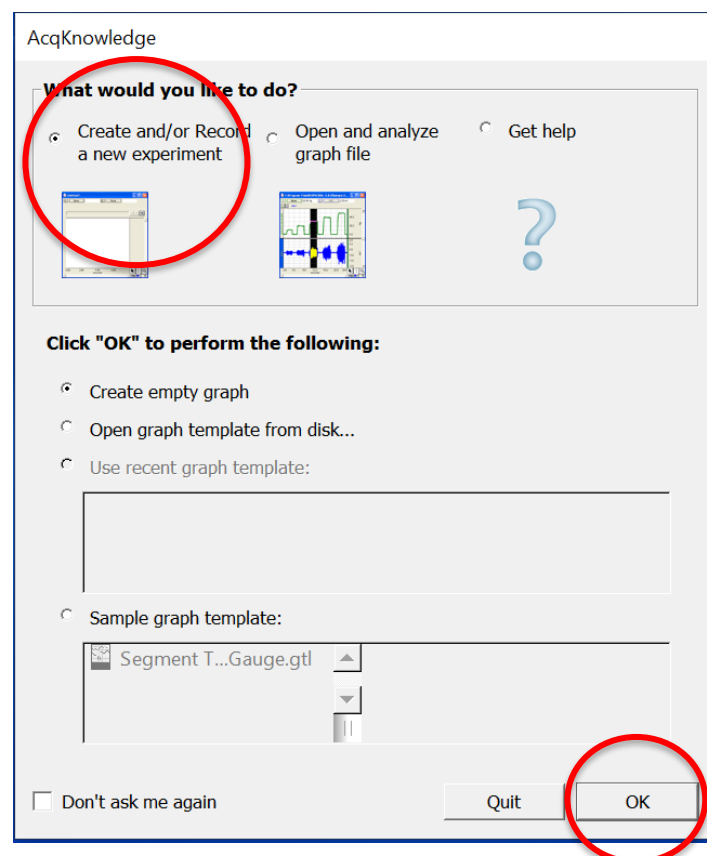 AcqKnowledge
What would you like to do?
Create and/or Record
a new experiment
Open and analyze
graph file
Get help
?
Click "OK" to perform the following:
Create empty graph
Open graph template from disk...
Use recent graph template:
Sample graph template:
Segment T...Gauge.gtl
Don't ask me again
Quit
OK